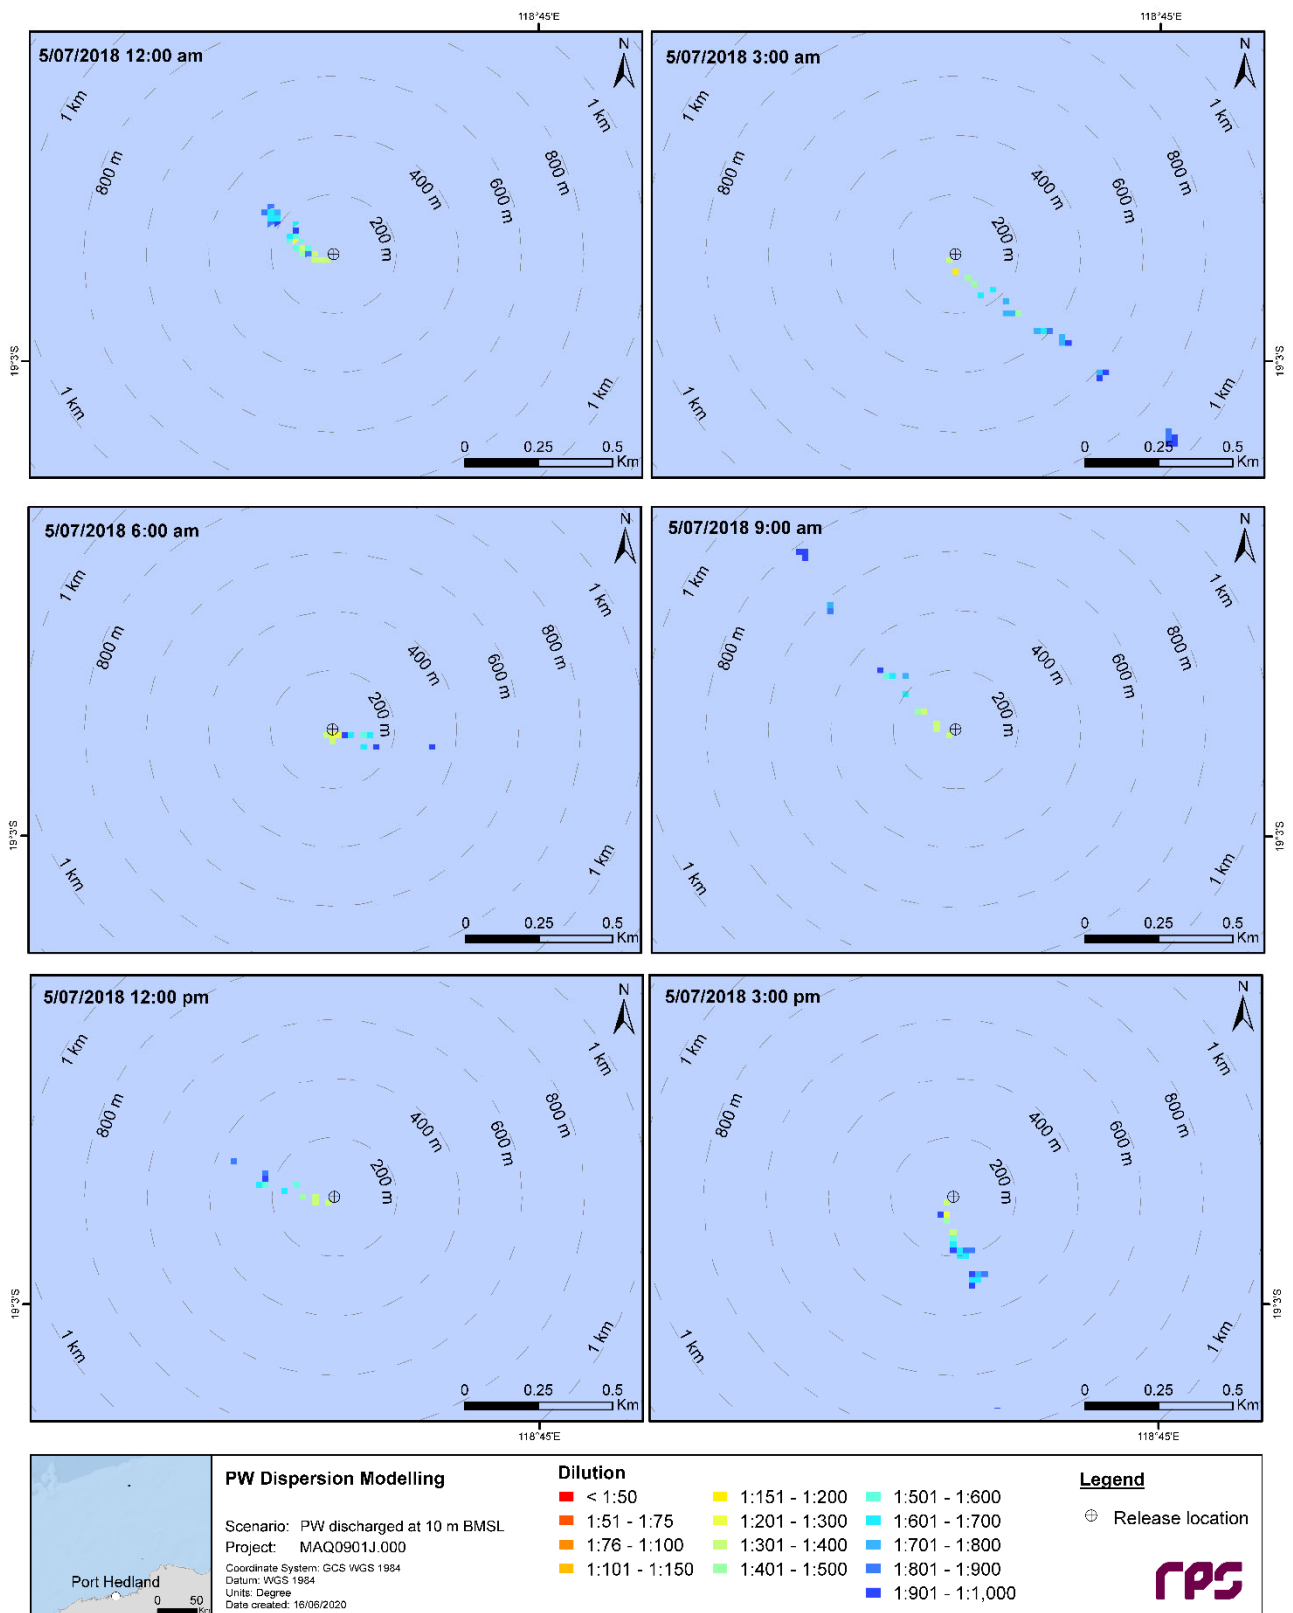 118°45'E
118°45'E
5/07/2018 12:00 am
N
1 km
800 m
200 m
400 m
600 m
800 m
1 km
1 km
1 km
0 0.25 0.5
Km
19°3'S
5/07/2018 3:00 am
N
1 km
800 m
200 m
400 m
600 m
800 m
1 km
1 km
1 km
0 0.25 0.5
Km
19°3'S
5/07/2018 6:00 am
N
1 km
800 m
200 m
400 m
600 m
800 m
1 km
1 km
1 km
0 0.25 0.5
Km
19°3'S
5/07/2018 9:00 am
N
1 km
800 m
200 m
400 m
600 m
800 m
1 km
1 km
1 km
0 0.25 0.5
Km
19°3'S
5/07/2018 12:00 pm
N
1 km
800 m
200 m
400 m
600 m
800 m
1 km
1 km
1 km
0 0.25 0.5
Km
19°3'S
5/07/2018 3:00 pm
N
1 km
800 m
200 m
400 m
600 m
800 m
1 km
1 km
1 km
0 0.25 0.5
Km
19°3'S
118°45'E
118°45'E
Port Hedland
0 50
Km
PW Dispersion Modelling
Scenario: PW discharged at 10 m BMSL
Project: MAQ0901J.000
Coordinate System: GCS WGS 1984
Datum: WGS 1984
Units: Degree
Date created: 16/06/2020
Dilution
< 1:50
1:51 - 1:75
1:76 - 1:100
1:101 - 1:150
1:151 - 1:200
1:201 - 1:300
1:301 - 1:400
1:401 - 1:500
1:501 - 1:600
1:601 - 1:700
1:701 - 1:800
1:801 - 1:900
1:901 - 1:1,000
Legend
Release location
rps